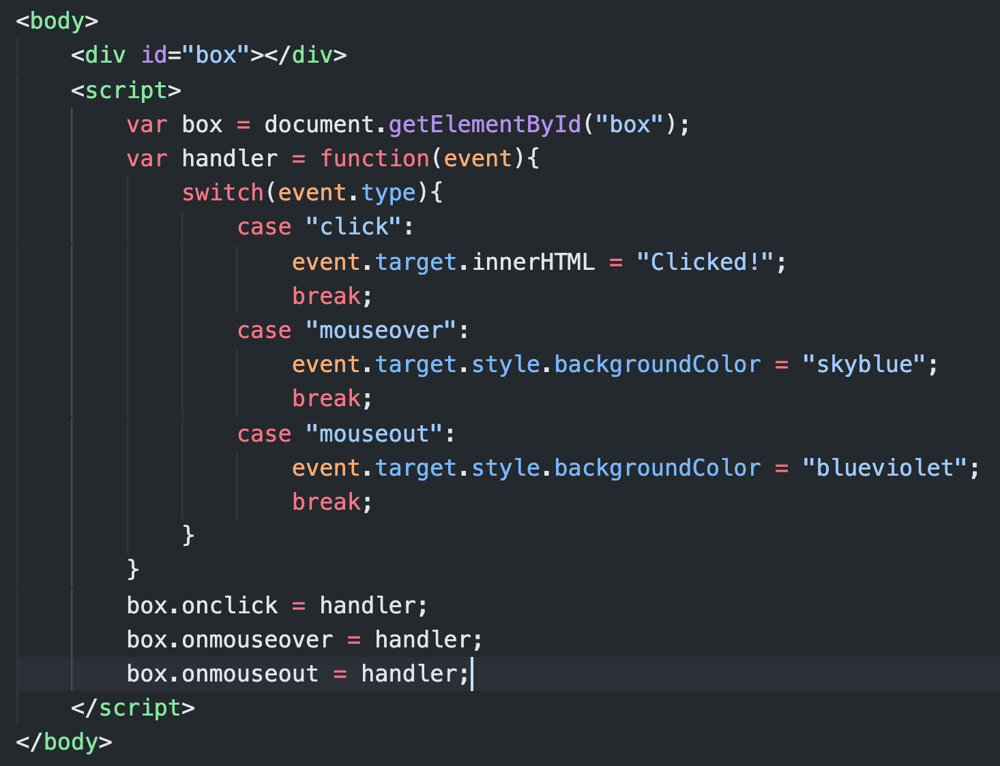 <body>
    <div id="box"></div>
    <script>
        var box = document.getElementById("box");
        var handler = function(event){
            switch(event.type){
                case "click":
                    event.target.innerHTML = "Clicked!";
                    break;
                case "mouseover":
                    event.target.style.backgroundColor = "skyblue";
                    break;
                case "mouseout":
                    event.target.style.backgroundColor = "blueviolet";
                    break;
            }
        }
        box.onclick = handler;
        box.onmouseover = handler;
        box.onmouseout = handler;
    </script>
</body>